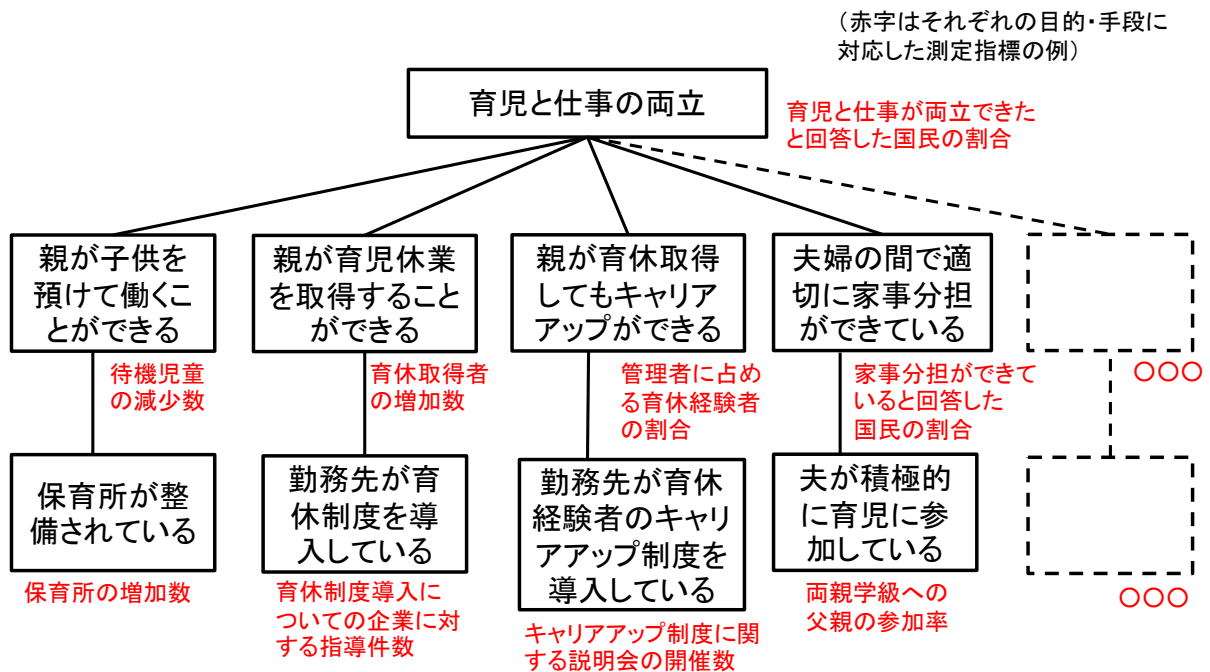 （赤字はそれぞれの目的・手段に
対応した測定指標の例）
育児と仕事の両立
育児と仕事が両立できた
と回答した国民の割合
親が子供を
預けて働くこ
とができる
待機児童
の減少数
親が育児休業
を取得すること
ができる
育休取得者
の増加数
親が育休取得
してもキャリア
アップができる
管理者に占め
る育休経験者
の割合
夫婦の間で適
切に家事分担
ができている
家事分担ができて
いると回答した
国民の割合
○○○
保育所が整
備されている
保育所の増加数
勤務先が育
休制度を導
入している
育休制度導入に
ついての企業に対
する指導件数
勤務先が育休
経験者のキャリ
アアップ制度を
導入している
キャリアアップ制度に関
する説明会の開催数
夫が積極的
に育児に参
加している
両親学級への
父親の参加率
○○○